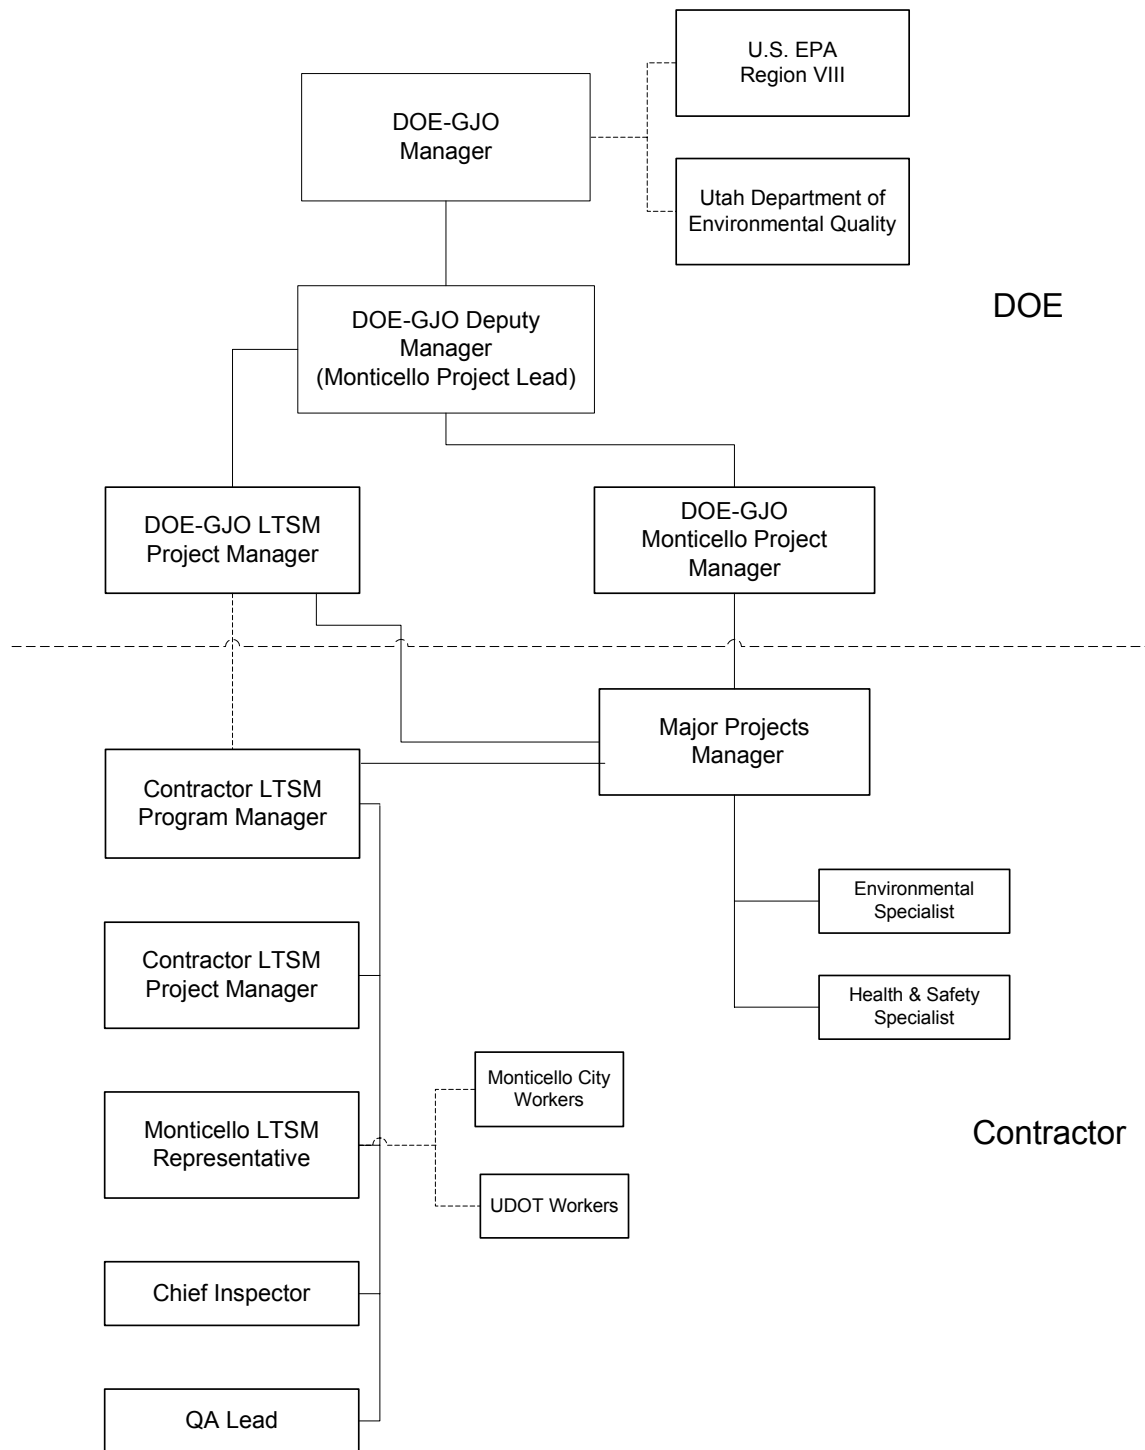 U.S. EPA
Region VIII
DOE-GJO
Manager
Utah Department of
Environmental Quality
DOE
DOE-GJO Deputy
Manager
(Monticello Project Lead)
DOE-GJO LTSM
Project Manager
DOE-GJO
Monticello Project
Manager
Major Projects
Manager
Contractor LTSM
Program Manager
Environmental
Specialist
Contractor LTSM
Project Manager
Health & Safety
Specialist
Monticello City
Workers
Monticello LTSM
Representative
Contractor
UDOT Workers
Chief Inspector
QA Lead